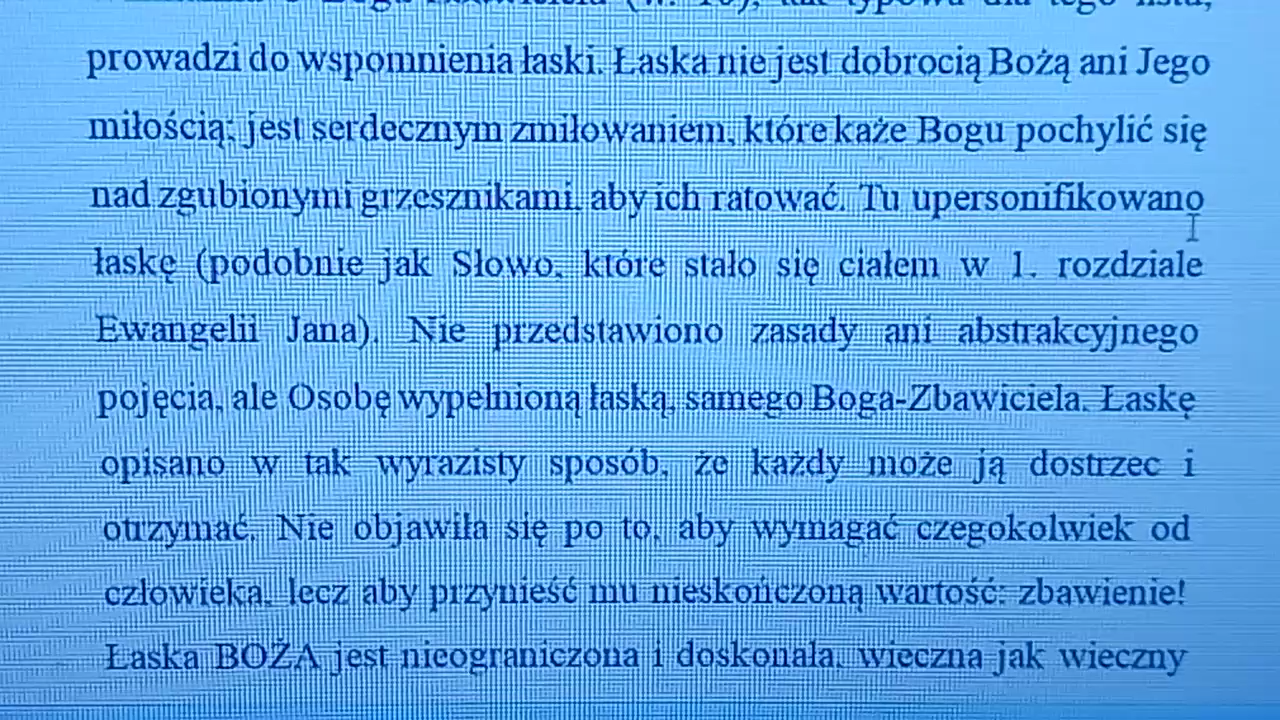 prowadzi do wspomnienia łaski. Łaska nie jest dobrocią Bożą ani Jego
miłością; jest serdecznym zmiłowaniem, które każe Bogu pochylić się
nad zgubionymi grzesznikami, aby ich ratować. Tu upersonifikowano
łaskę (podobnie jak Słowo, które stało się ciałem w 1. rozdziale
Ewangelii Jana). Nie przedstawiono zasady ani abstrakcyjnego
pojęcia, ale Osobę wypełnioną łaską, samego Boga-Zbawiciela. Łaskę
opisano w tak wyrazisty sposób, że każdy może ją dostrzec i
otrzymać. Nie objawiła się po to, aby wymagać czegokolwiek od
człowieka, lecz aby przynieść mu nieskończoną wartość: zbawienie!
Łaska BOŻA jest nieograniczona i doskonała, wieczna jak wieczny